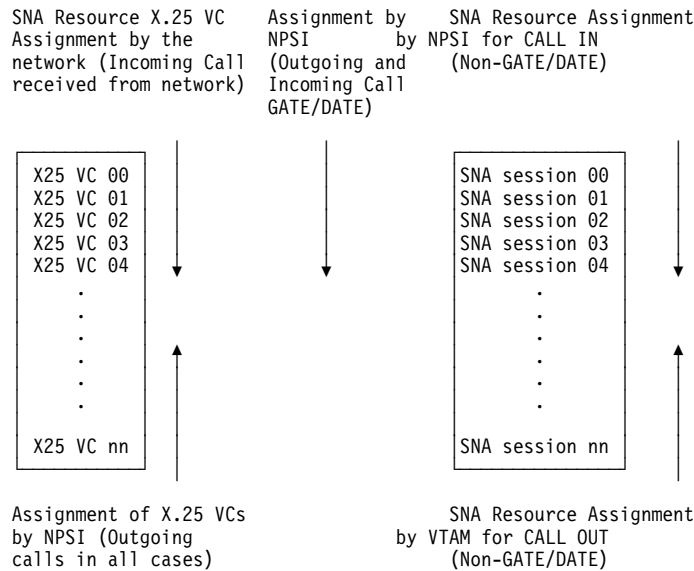 SNA Resource X.25 VC
Assignment by the
network (Incoming Call
received from network)
Assignment by
NPSI
(Outgoing and
Incoming Call
GATE/DATE)
SNA Resource Assignment
by NPSI for CALL IN
(Non-GATE/DATE)
X25 VC 00
X25 VC 01
X25 VC 02
X25 VC 03
X25 VC 04
.
.
.
.
.
.
X25 VC nn
SNA session 00
SNA session 01
SNA session 02
SNA session 03
SNA session 04
.
.
.
.
.
.
SNA session nn
Assignment of X.25 VCs
by NPSI (Outgoing
calls in all cases)
SNA Resource Assignment
by VTAM for CALL OUT
(Non-GATE/DATE)